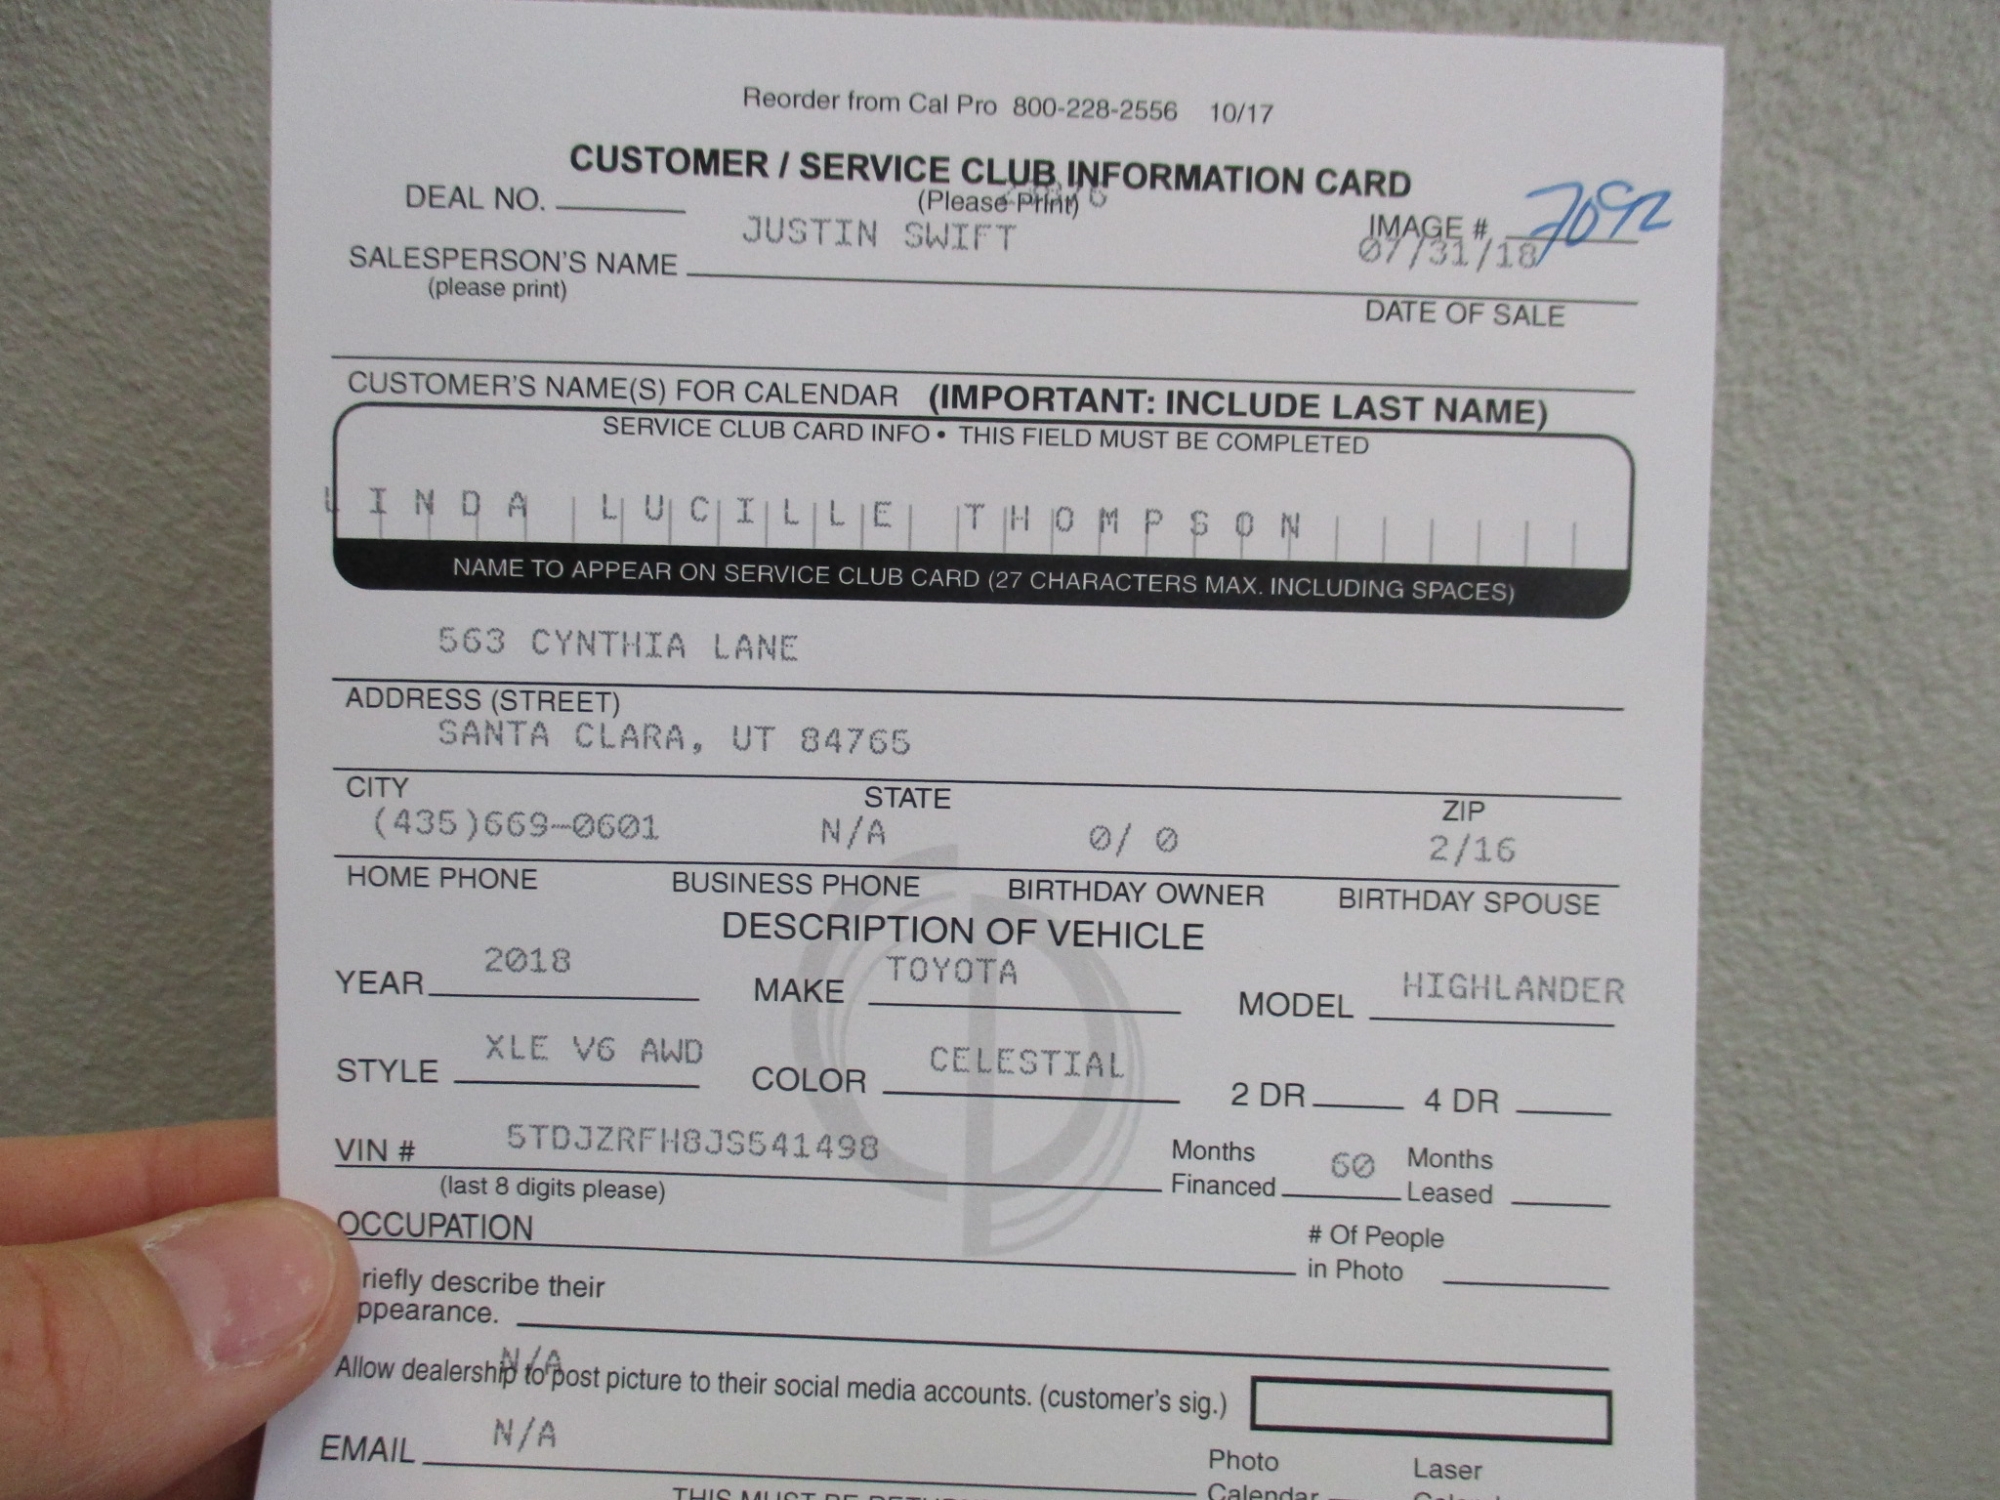 Reorder from Cal Pro 800-228-2556 10/17
CUSTOMER / SERVICE CLUB INFORMATION CARD
DEAL NO. (Please Print)
JUSTIN SWIFT IMAGE # 7092
07/31/18
SALESPERSON'S NAME
(please print) DATE OF SALE
CUSTOMER'S NAME(S) FOR CALENDAR (IMPORTANT: INCLUDE LAST NAME)
SERVICE CLUB CARD INFO • THIS FIELD MUST BE COMPLETED
LINDA LUCILLE THOMPSON
NAME TO APPEAR ON SERVICE CLUB CARD (27 CHARACTERS MAX. INCLUDING SPACES)
563 CYNTHIA LANE
ADDRESS (STREET)
SANTA CLARA, UT 84765
CITY STATE ZIP
(435)669-0601 N/A 0/ 0 2/16
HOME PHONE BUSINESS PHONE BIRTHDAY OWNER BIRTHDAY SPOUSE
DESCRIPTION OF VEHICLE
YEAR 2018 MAKE TOYOTA MODEL HIGHLANDER
STYLE XLE V6 AWD COLOR CELESTIAL 2 DR 4 DR
VIN # 5TDJZRFH8JS541498 Months Financed 60 Months Leased
(last 8 digits please)
OCCUPATION # Of People in Photo
riefly describe their
ppearance.
N/A
Allow dealership to post picture to their social media accounts. (customer's sig.)
EMAIL N/A Photo Laser
Calendar
THIS MUST BE